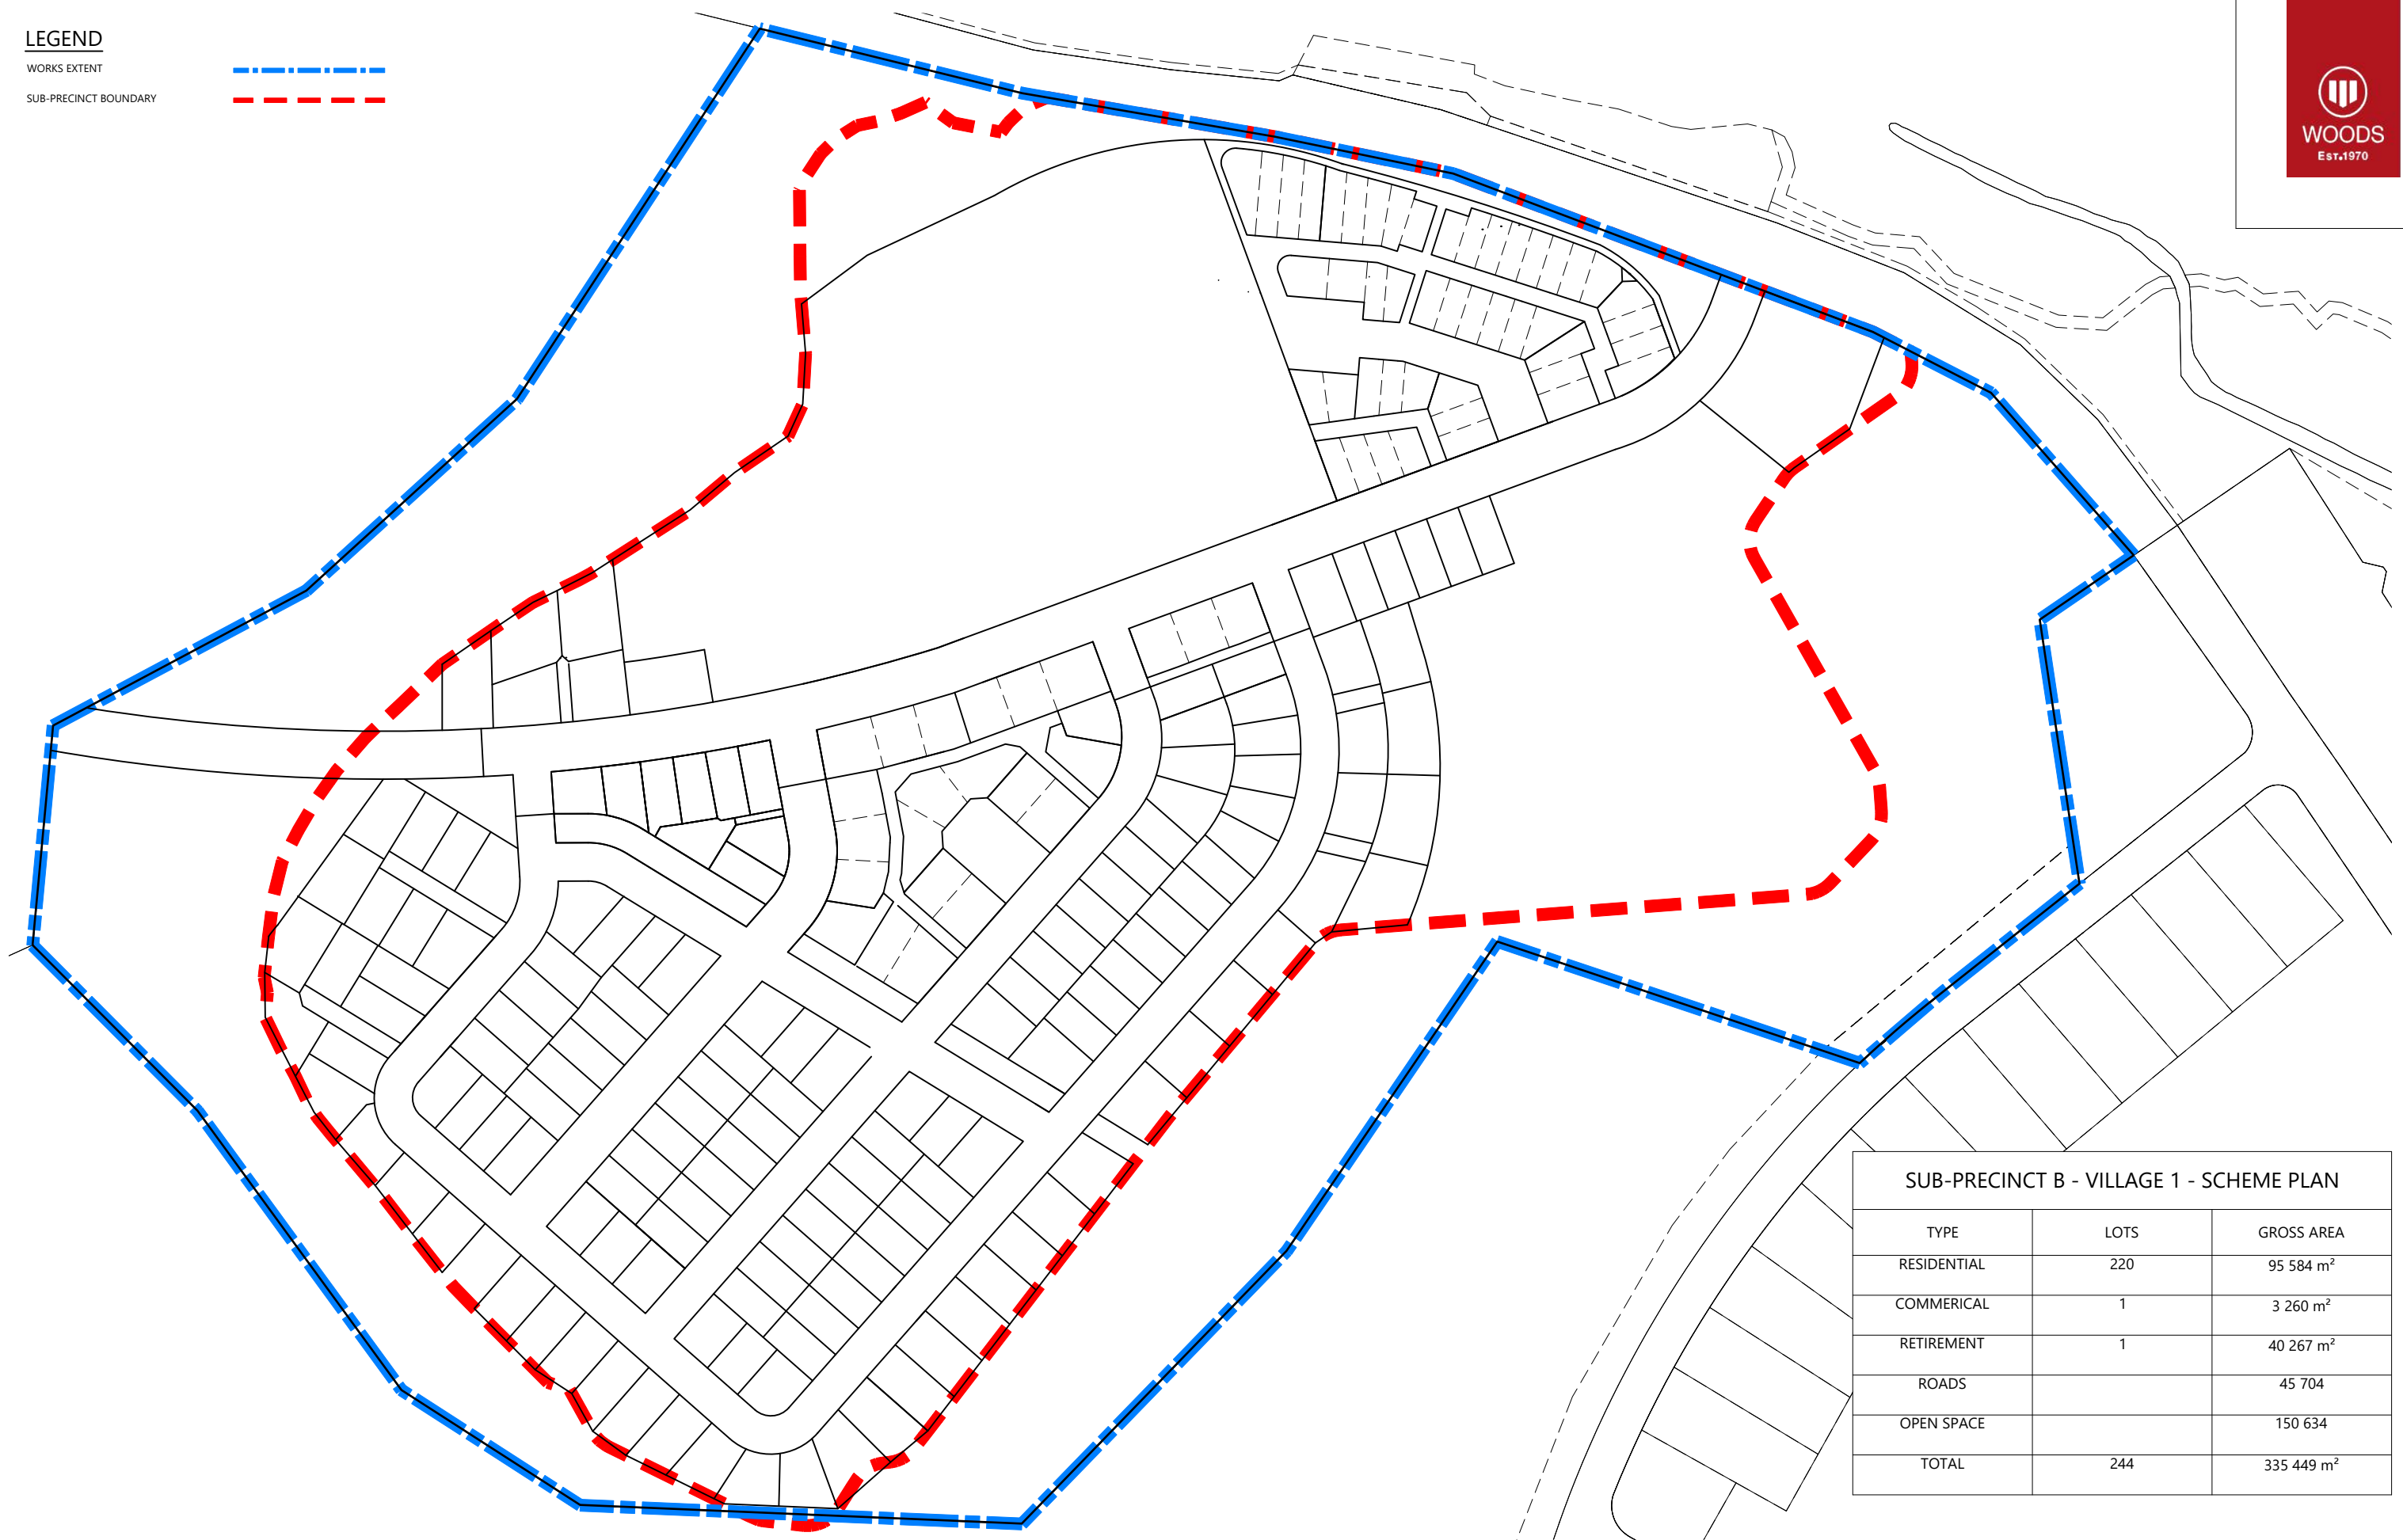 LEGEND
WORKS EXTENT
SUB-PRECINCT BOUNDARY
WOODS
EST.1970
SUB-PRECINCT B - VILLAGE 1 - SCHEME PLAN
TYPE LOTS GROSS AREA
RESIDENTIAL 220 95 584 m²
COMMERICAL 1 3 260 m²
RETIREMENT 1 40 267 m²
ROADS 45 704
OPEN SPACE 150 634
TOTAL 244 335 449 m²